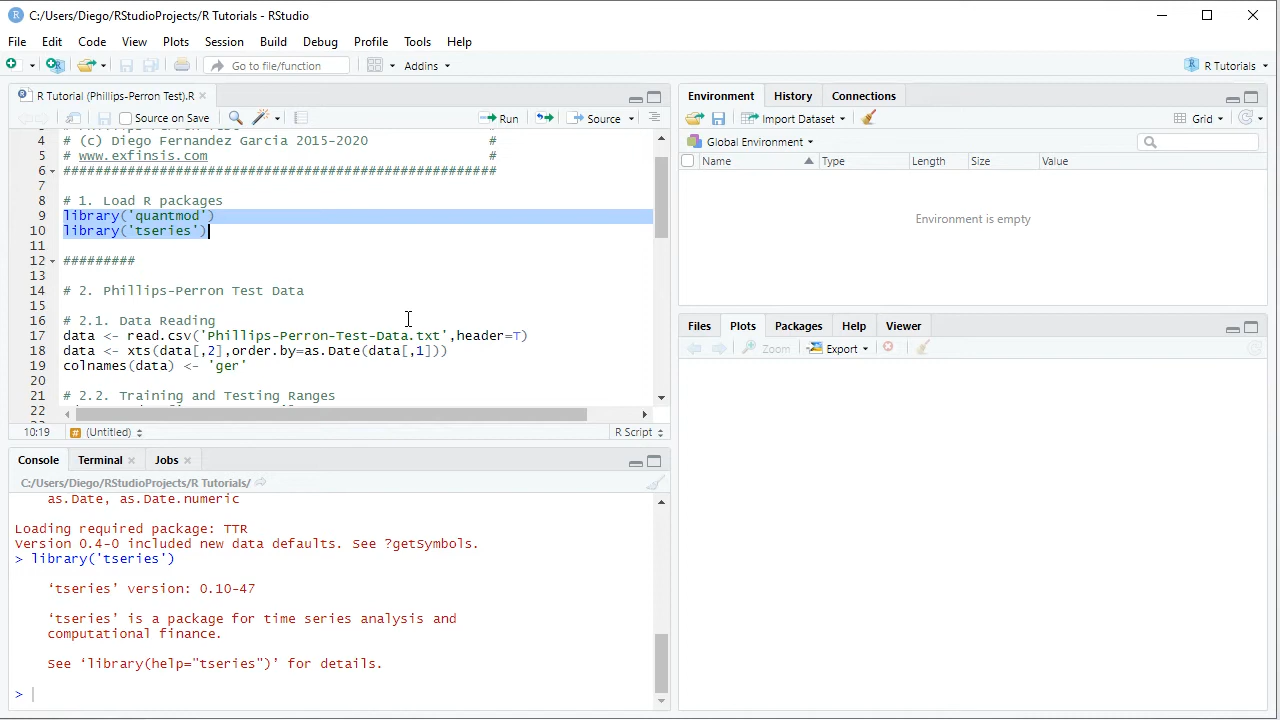 C:/Users/Diego/RStudioProjects/R Tutorials - RStudio
File Edit Code View Plots Session Build Debug Profile Tools Help
Go to file/function Addins R Tutorials
R Tutorial (Phillips-Perron Test).R
Source on Save Run Source
4 # (c) Diego Fernandez Garcia 2015-2020 #
5 # www.exfinsis.com #
6 ######################################################
7
8 # 1. Load R packages
9 library('quantmod')
10 library('tseries')
11
12 #########
13
14 # 2. Phillips-Perron Test Data
15
16 # 2.1. Data Reading
17 data <- read.csv('Phillips-Perron-Test-Data.txt',header=T)
18 data <- xts(data[,2],order.by=as.Date(data[,1]))
19 colnames(data) <- 'ger'
20
21 # 2.2. Training and Testing Ranges
22
10:19 (Untitled) R Script
Console Terminal Jobs
C:/Users/Diego/RStudioProjects/R Tutorials/
as.Date, as.Date.numeric
Loading required package: TTR
Version 0.4-0 included new data defaults. See ?getSymbols.
> library('tseries')
‘tseries’ version: 0.10-47
‘tseries’ is a package for time series analysis and
computational finance.
See ‘library(help="tseries")’ for details.
>
Environment History Connections
Import Dataset Grid
Global Environment
Name Type Length Size Value
Environment is empty
Files Plots Packages Help Viewer
Zoom Export